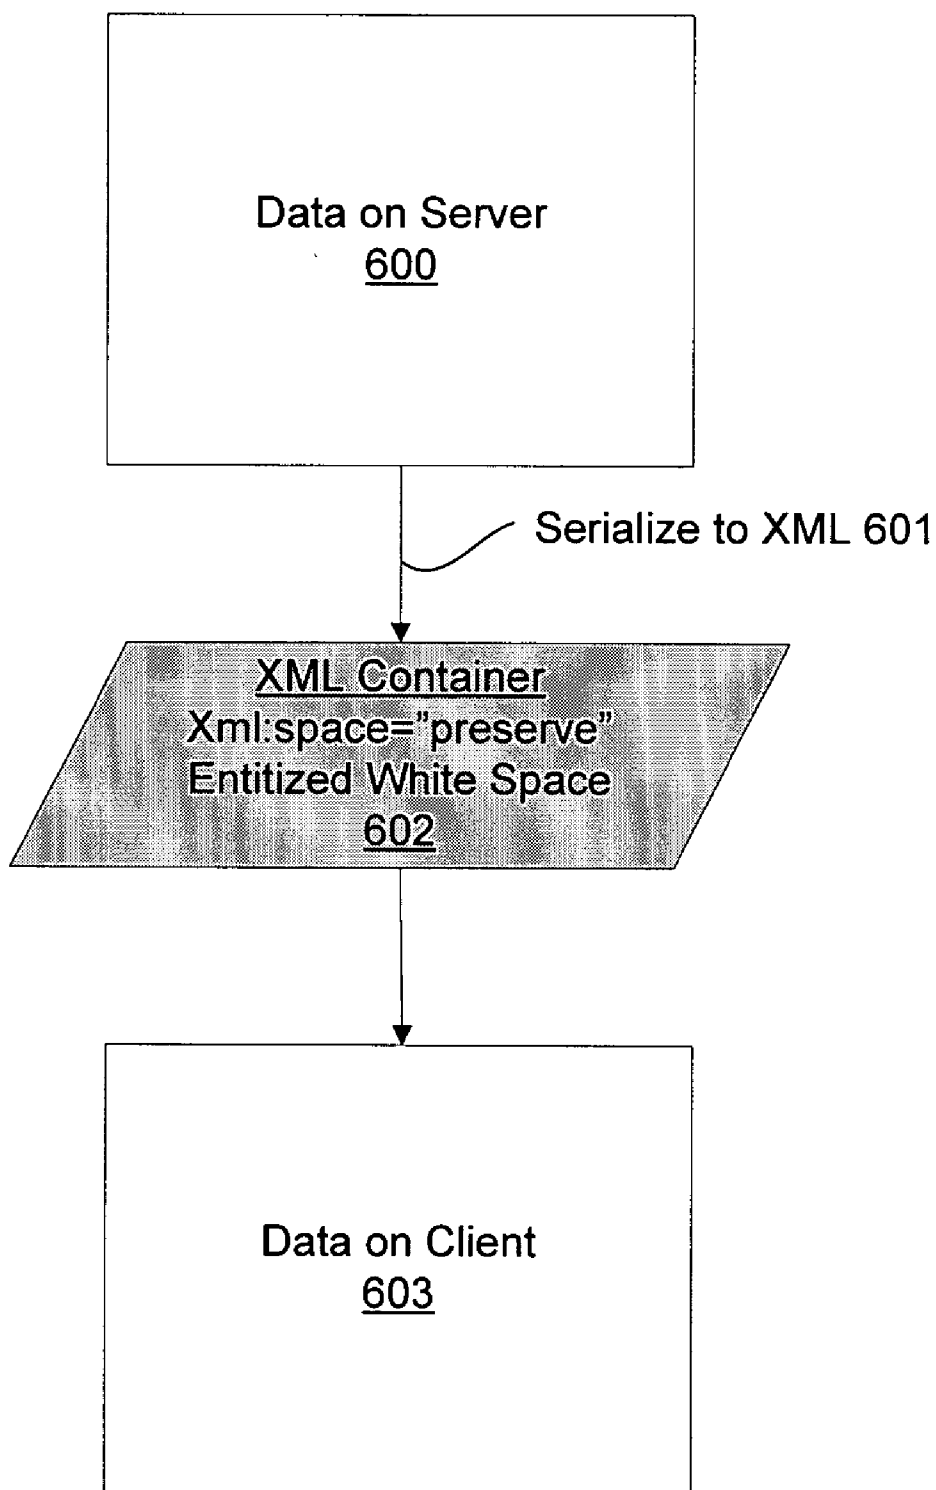 Data on Server
600
Serialize to XML 601
XML Container
Xml:space=”preserve”
Entitized White Space
602
Data on Client
603